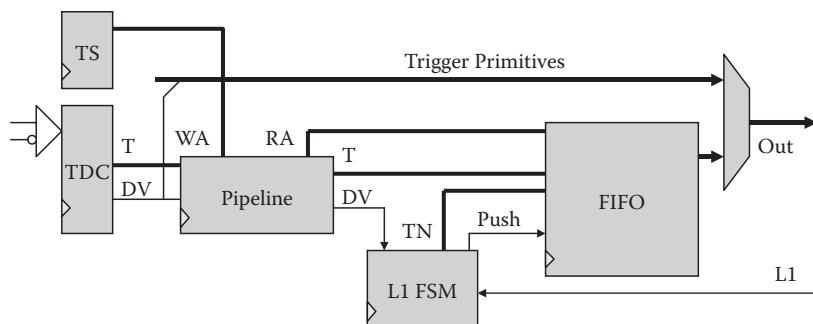 TS
Trigger Primitives
T
WA
RA
T
TDC
Out
DV
Pipeline
DV
FIFO
TN
Push
L1
L1 FSM